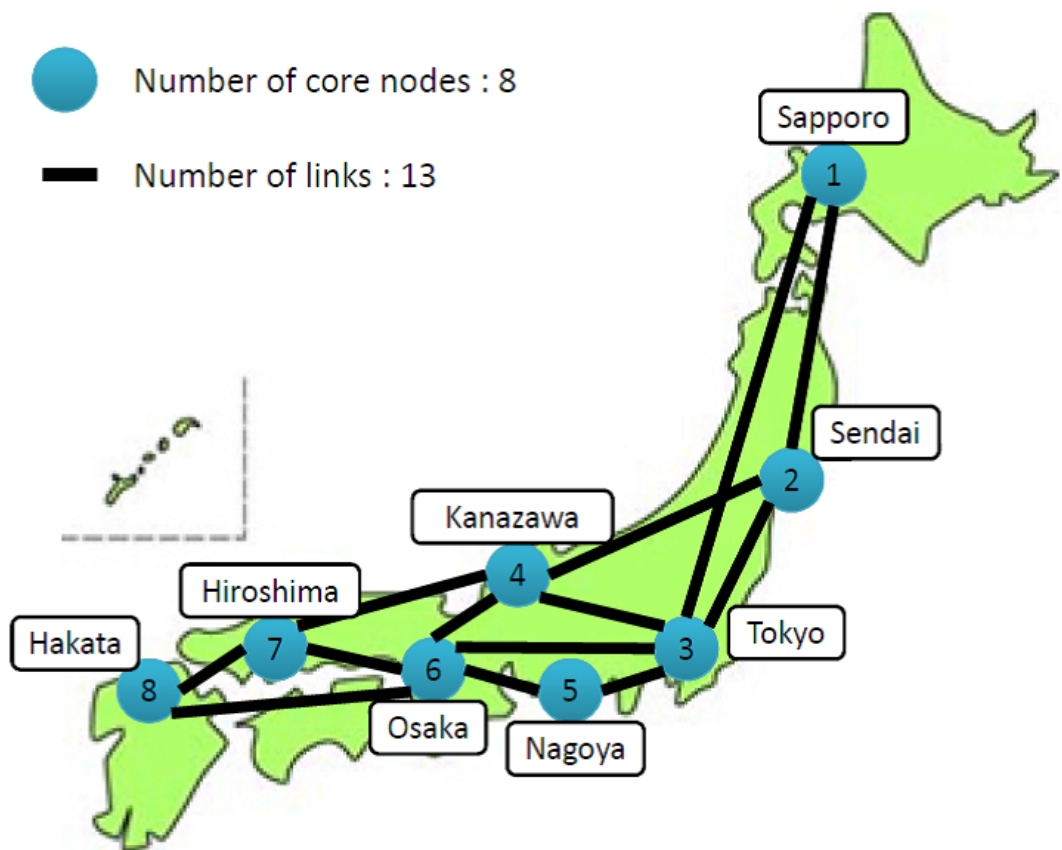 Number of core nodes : 8
Number of links : 13
Sapporo
1
Sendai
2
Kanazawa
4
Hiroshima
7
Hakata
8
6
Osaka
5
Nagoya
3
Tokyo